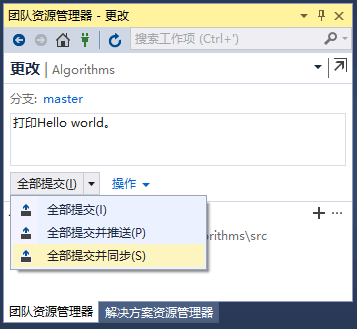 团队资源管理器 - 更改
搜索工作项 (Ctrl+')
更改 | Algorithms
分支: master
打印Hello world。
全部提交(I)
操作
全部提交(I)
全部提交并推送(P)
全部提交并同步(S)
rithms\src
团队资源管理器 解决方案资源管理器